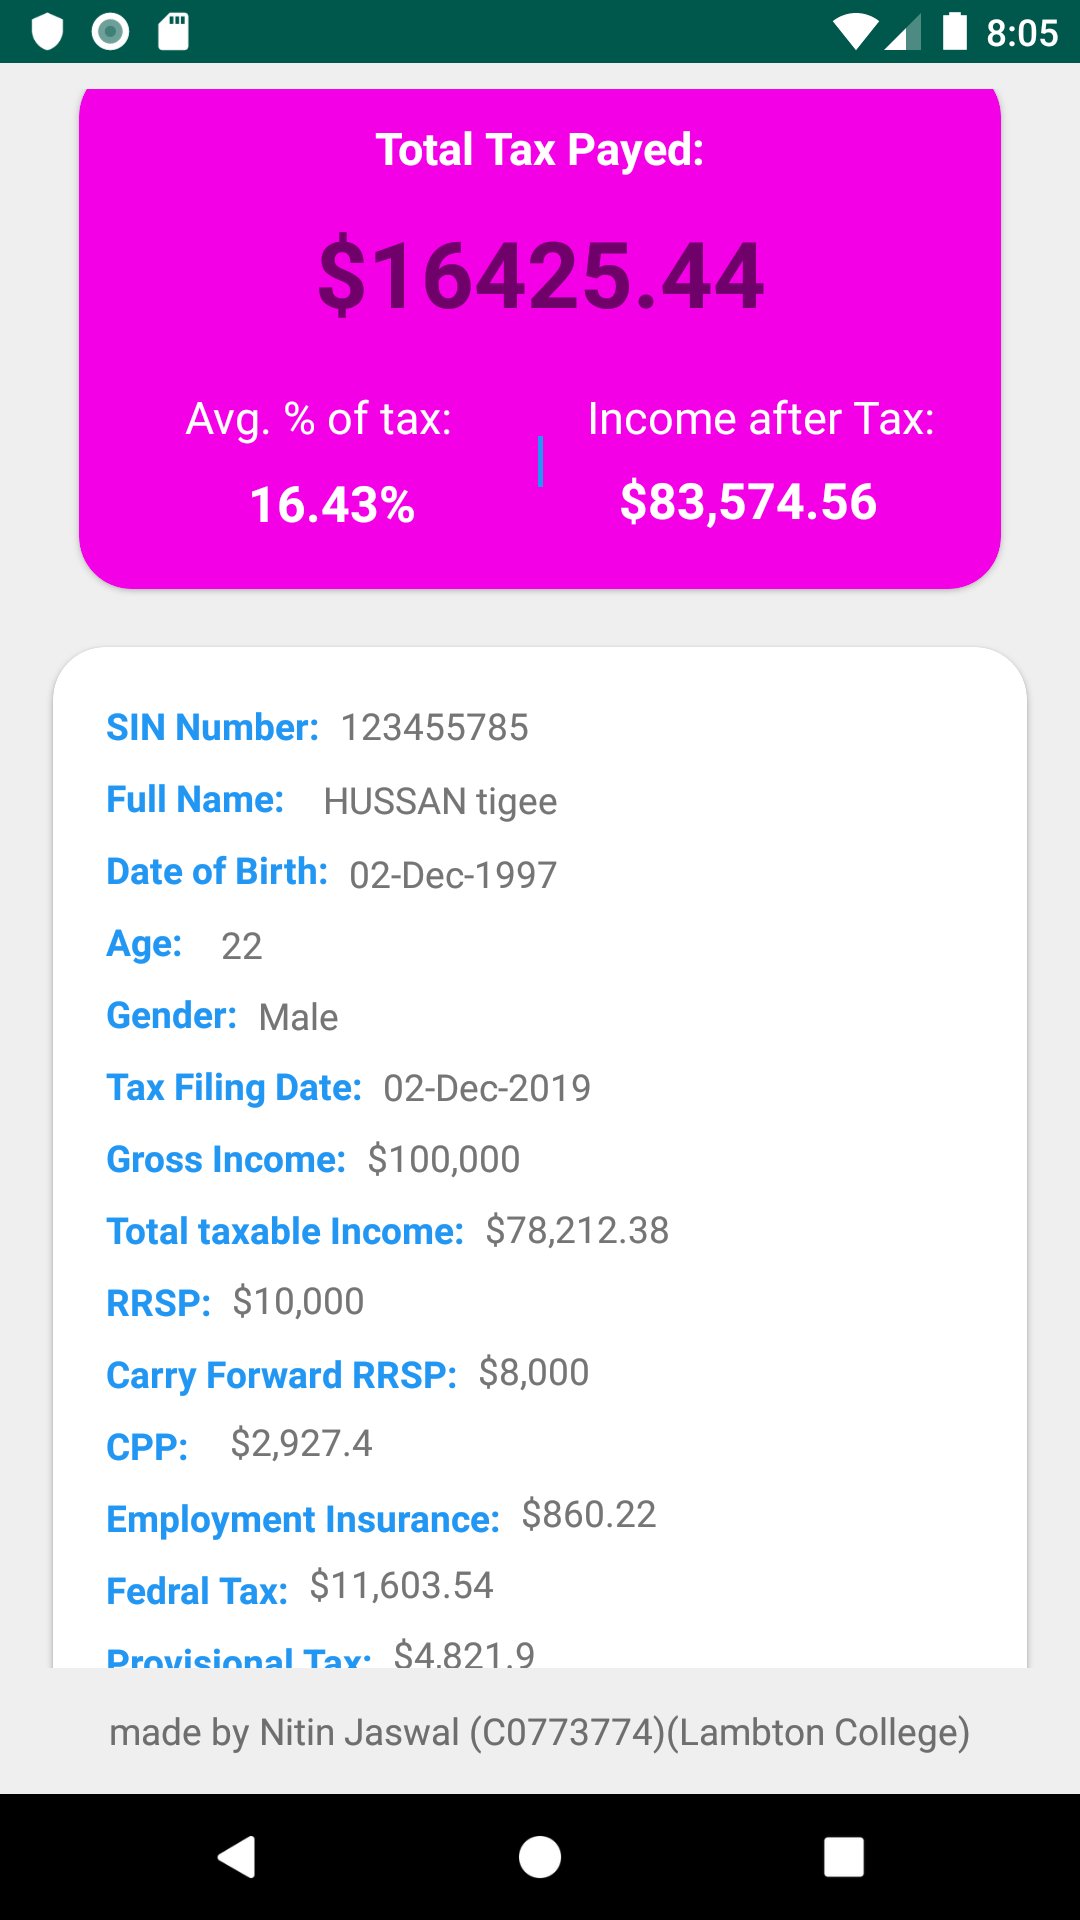 8:05
Total Tax Payed:
$16425.44
Avg. % of tax:
Income after Tax:
16.43%
$83,574.56
SIN Number: 123455785
Full Name: HUSSAN tigee
Date of Birth: 02-Dec-1997
Age: 22
Gender: Male
Tax Filing Date: 02-Dec-2019
Gross Income: $100,000
Total taxable Income: $78,212.38
RRSP: $10,000
Carry Forward RRSP: $8,000
CPP: $2,927.4
Employment Insurance: $860.22
Fedral Tax: $11,603.54
Provisional Tax: $4,821.9
made by Nitin Jaswal (C0773774)(Lambton College)